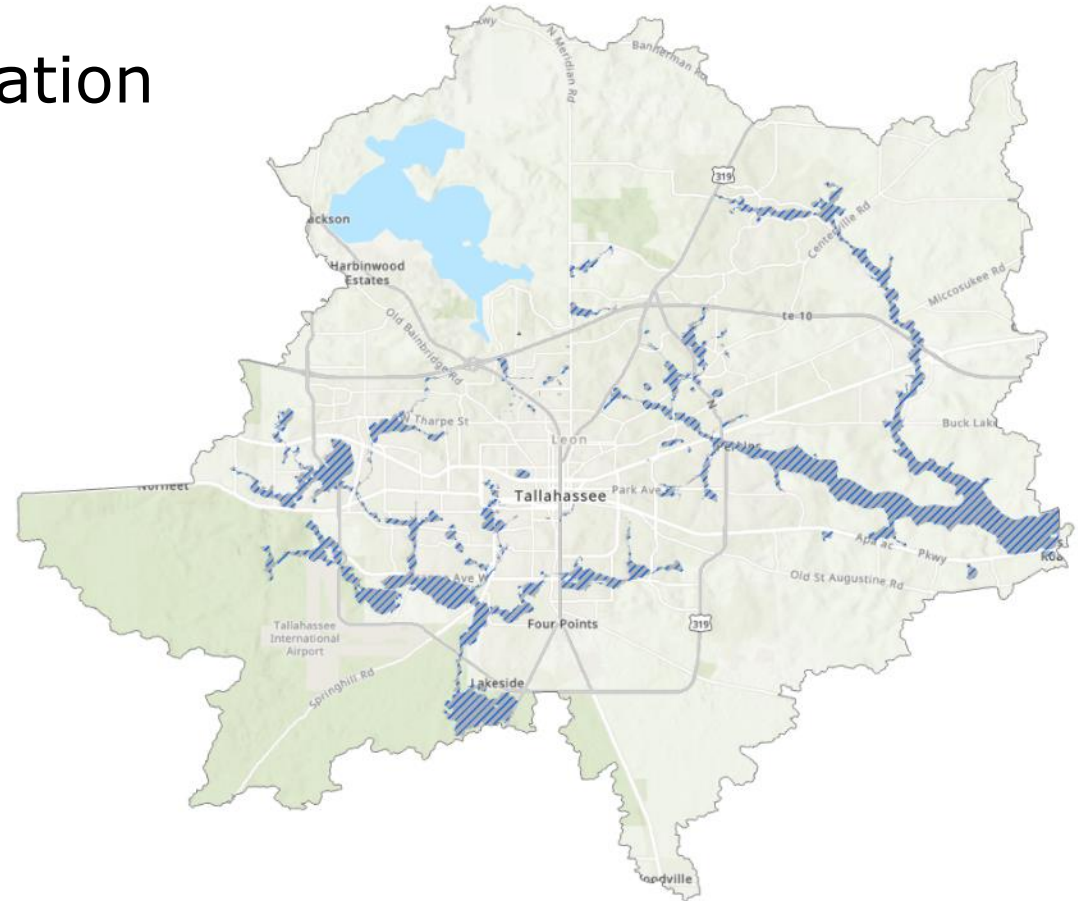 ation
wy
N Meridian Rd
Bannerman Rd
319
ackson
Centerville Rd
Harbinwood
Estates
Miccosukee Rd
te 10
Old Bainbridge Rd
N Tharpe St
Leon
N
Buck Lake
Tallahassee
Park Ave
Apalac
Pkwy
Ave W
Old St Augustine Rd
Four Points
319
Tallahassee
International
Airport
Lakeside
Springhill Rd
oodville